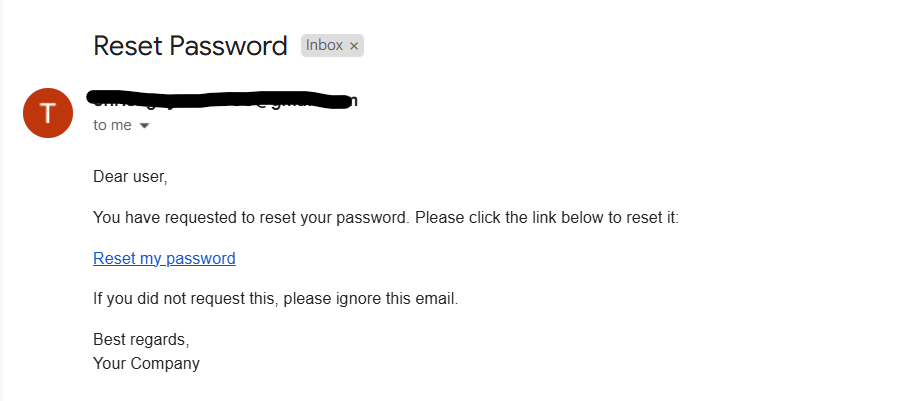 Reset Password Inbox ×
T
to me
Dear user,
You have requested to reset your password. Please click the link below to reset it:
Reset my password
If you did not request this, please ignore this email.
Best regards,
Your Company